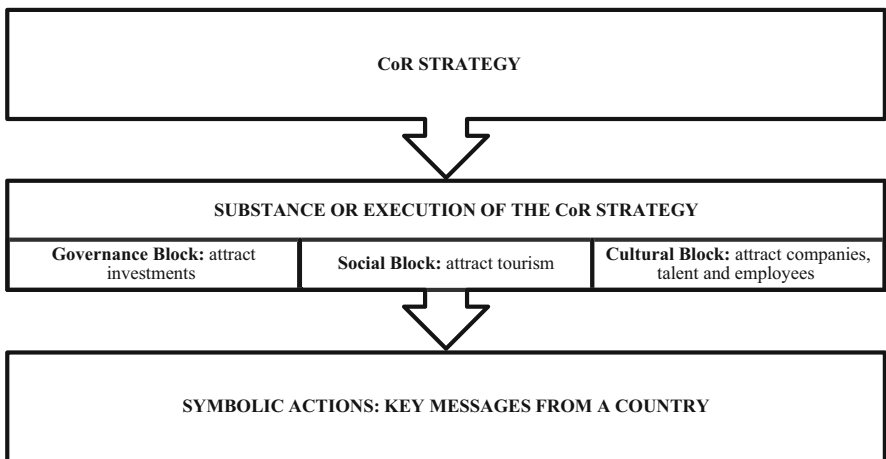 CoR STRATEGY
SUBSTANCE OR EXECUTION OF THE CoR STRATEGY
Governance Block: attract
investments
Social Block: attract tourism
Cultural Block: attract companies,
talent and employees
SYMBOLIC ACTIONS: KEY MESSAGES FROM A COUNTRY